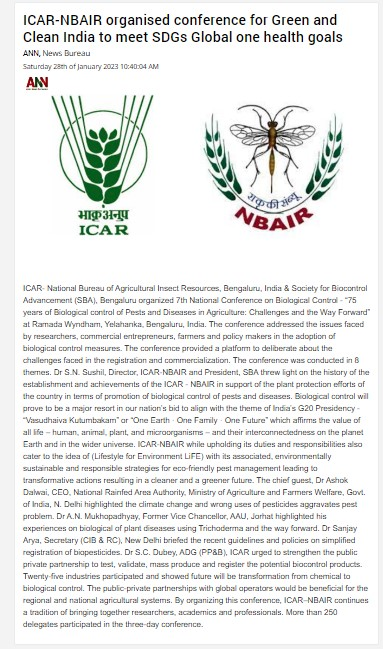 ICAR-NBAIR organised conference for Green and
Clean India to meet SDGs Global one health goals
ANN, News Bureau
Saturday 28th of January 2023 10:40:04 AM
ANN
भाकृअनुप
ICAR
भाकृअनुप
NBAIR
ICAR- National Bureau of Agricultural Insect Resources, Bengaluru, India & Society for Biocontrol
Advancement (SBA), Bengaluru organized 7th National Conference on Biological Control - “75
years of Biological control of Pests and Diseases in Agriculture: Challenges and the Way Forward”
at Ramada Wyndham, Yelahanka, Bengaluru, India. The conference addressed the issues faced
by researchers, commercial entrepreneurs, farmers and policy makers in the adoption of
biological control measures. The conference provided a platform to deliberate about the
challenges faced in the registration and commercialization. The conference was conducted in 8
themes. Dr S.N. Sushil, Director, ICAR-NBAIR and President, SBA threw light on the history of the
establishment and achievements of the ICAR - NBAIR in support of the plant protection efforts of
the country in terms of promotion of biological control of pests and diseases. Biological control
will prove to be a major resort in our nation’s bid to align with the theme of India’s G20 Presidency -
“Vasudhaiva Kutumbakam” or “One Earth · One Family · One Future” which affirms the value of
all life – human, animal, plant, and microorganisms – and their interconnectedness on the planet
Earth and in the wider universe. ICAR-NBAIR while upholding its duties and responsibilities also
cater to the idea of (Lifestyle for Environment LiFE) with its associated, environmentally
sustainable and responsible strategies for eco-friendly pest management leading to
transformative actions resulting in a cleaner and a greener future. The chief guest, Dr Ashok
Dalwai, CEO, National Rainfed Area Authority, Ministry of Agriculture and Farmers Welfare, Govt.
of India, N. Delhi highlighted the climate change and wrong uses of pesticides aggravates pest
problem. Dr A.N. Mukhopadhyay, Former Vice Chancellor, AAU, Jorhat highlighted his
experiences on biological of plant diseases using Trichoderma and the way forward. Dr Sanjay
Arya, Secretary (CIB & RC), New Delhi briefed the recent guidelines and policies on simplified
registration of biopesticides. Dr S.C. Dubey, ADG (PP&B), ICAR urged to strengthen the public
private partnership to test, validate, mass produce and register the potential biocontrol products.
Twenty-five industries participated and showed future will be transformation from chemical to
biological control. The public-private partnerships with global operators would be beneficial for the
regional and national agricultural systems. By organizing this conference, ICAR–NBAIR continues
a tradition of bringing together researchers, academics and professionals. More than 250
delegates participated in the three-day conference.